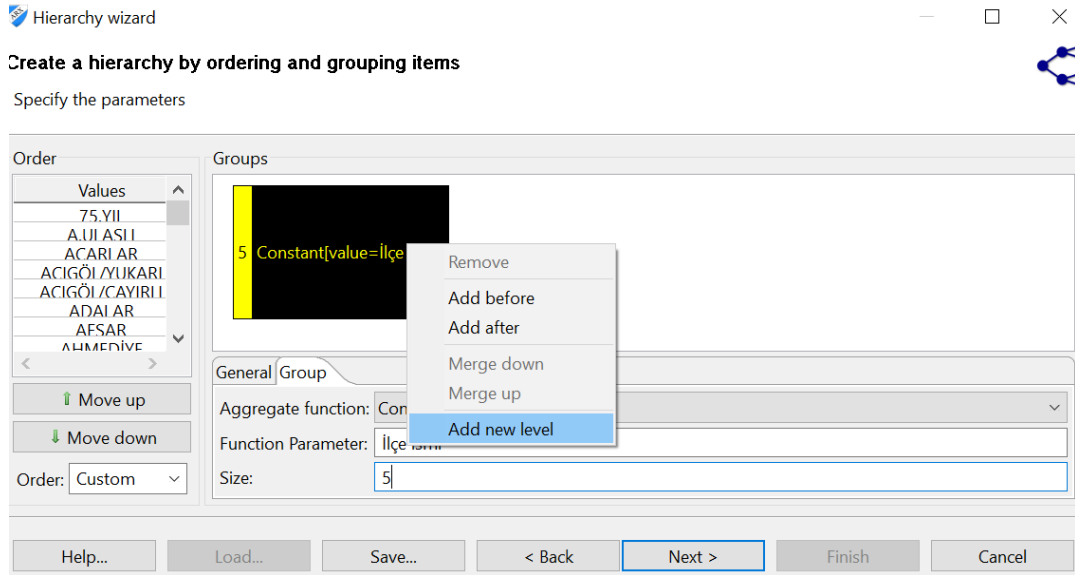 Hierarchy wizard
Create a hierarchy by ordering and grouping items
Specify the parameters
Order
Values
75.YIL
A.ULAŞLI
ACARLAR
ACIGÖL/YUKARI
ACIGÖL/ÇAYIRLI
ADALAR
AFŞAR
AHMEDİYE
Move up
Move down
Order: Custom
Groups
5 Constant[value=İlçe
Remove
Add before
Add after
Merge down
Merge up
Add new level
General Group
Aggregate function: Con
Function Parameter: İlçe ismi
Size: 5
Help... Load... Save... < Back Next > Finish Cancel